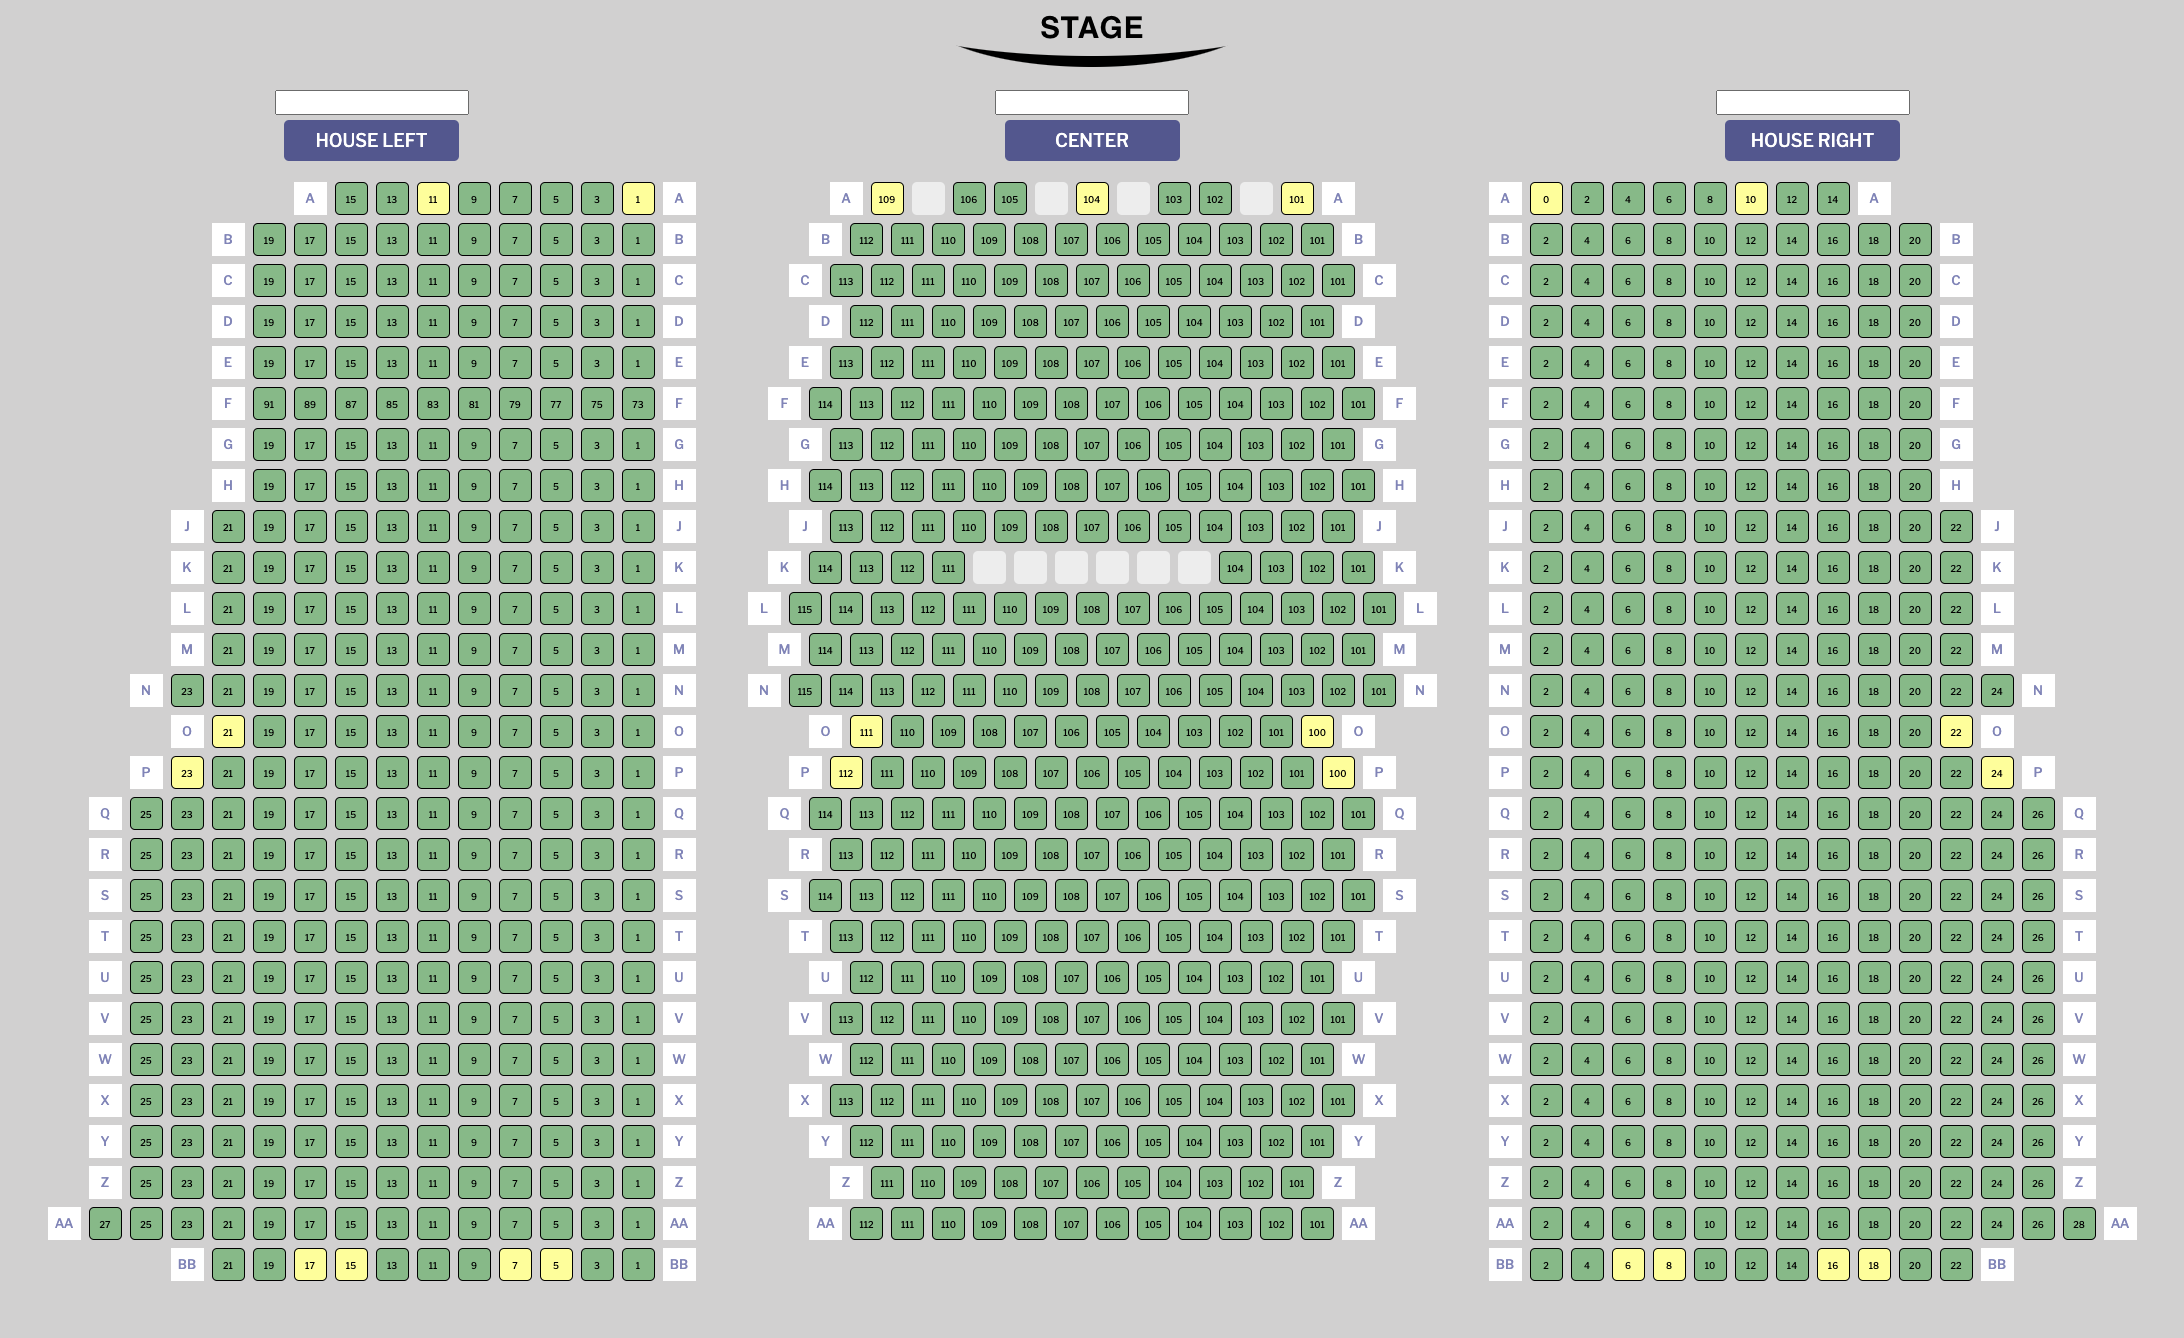 STAGE
HOUSE LEFT CENTER HOUSE RIGHT
A 15 13 11 9 7 5 3 1 A A 109 106 105 104 103 102 101 A A 0 2 4 6 8 10 12 14 A
B 19 17 15 13 11 9 7 5 3 1 B B 112 111 110 109 108 107 106 105 104 103 102 101 B B 2 4 6 8 10 12 14 16 18 20 B
C 19 17 15 13 11 9 7 5 3 1 C C 113 112 111 110 109 108 107 106 105 104 103 102 101 C C 2 4 6 8 10 12 14 16 18 20 C
D 19 17 15 13 11 9 7 5 3 1 D D 112 111 110 109 108 107 106 105 104 103 102 101 D D 2 4 6 8 10 12 14 16 18 20 D
E 19 17 15 13 11 9 7 5 3 1 E E 113 112 111 110 109 108 107 106 105 104 103 102 101 E E 2 4 6 8 10 12 14 16 18 20 E
F 91 89 87 85 83 81 79 77 75 73 F F 114 113 112 111 110 109 108 107 106 105 104 103 102 101 F F 2 4 6 8 10 12 14 16 18 20 F
G 19 17 15 13 11 9 7 5 3 1 G G 113 112 111 110 109 108 107 106 105 104 103 102 101 G G 2 4 6 8 10 12 14 16 18 20 G
H 19 17 15 13 11 9 7 5 3 1 H H 114 113 112 111 110 109 108 107 106 105 104 103 102 101 H H 2 4 6 8 10 12 14 16 18 20 H
J 21 19 17 15 13 11 9 7 5 3 1 J J 113 112 111 110 109 108 107 106 105 104 103 102 101 J J 2 4 6 8 10 12 14 16 18 20 22 J
K 21 19 17 15 13 11 9 7 5 3 1 K K 114 113 112 111 104 103 102 101 K K 2 4 6 8 10 12 14 16 18 20 22 K
L 21 19 17 15 13 11 9 7 5 3 1 L L 115 114 113 112 111 110 109 108 107 106 105 104 103 102 101 L L 2 4 6 8 10 12 14 16 18 20 22 L
M 21 19 17 15 13 11 9 7 5 3 1 M M 114 113 112 111 110 109 108 107 106 105 104 103 102 101 M M 2 4 6 8 10 12 14 16 18 20 22 M
N 23 21 19 17 15 13 11 9 7 5 3 1 N N 115 114 113 112 111 110 109 108 107 106 105 104 103 102 101 N N 2 4 6 8 10 12 14 16 18 20 22 24 N
O 21 19 17 15 13 11 9 7 5 3 1 O O 111 110 109 108 107 106 105 104 103 102 101 100 O O 2 4 6 8 10 12 14 16 18 20 22 O
P 23 21 19 17 15 13 11 9 7 5 3 1 P P 112 111 110 109 108 107 106 105 104 103 102 101 100 P P 2 4 6 8 10 12 14 16 18 20 22 24 P
Q 25 23 21 19 17 15 13 11 9 7 5 3 1 Q Q 114 113 112 111 110 109 108 107 106 105 104 103 102 101 Q Q 2 4 6 8 10 12 14 16 18 20 22 24 26 Q
R 25 23 21 19 17 15 13 11 9 7 5 3 1 R R 113 112 111 110 109 108 107 106 105 104 103 102 101 R R 2 4 6 8 10 12 14 16 18 20 22 24 26 R
S 25 23 21 19 17 15 13 11 9 7 5 3 1 S S 114 113 112 111 110 109 108 107 106 105 104 103 102 101 S S 2 4 6 8 10 12 14 16 18 20 22 24 26 S
T 25 23 21 19 17 15 13 11 9 7 5 3 1 T T 113 112 111 110 109 108 107 106 105 104 103 102 101 T T 2 4 6 8 10 12 14 16 18 20 22 24 26 T
U 25 23 21 19 17 15 13 11 9 7 5 3 1 U U 112 111 110 109 108 107 106 105 104 103 102 101 U U 2 4 6 8 10 12 14 16 18 20 22 24 26 U
V 25 23 21 19 17 15 13 11 9 7 5 3 1 V V 113 112 111 110 109 108 107 106 105 104 103 102 101 V V 2 4 6 8 10 12 14 16 18 20 22 24 26 V
W 25 23 21 19 17 15 13 11 9 7 5 3 1 W W 112 111 110 109 108 107 106 105 104 103 102 101 W W 2 4 6 8 10 12 14 16 18 20 22 24 26 W
X 25 23 21 19 17 15 13 11 9 7 5 3 1 X X 113 112 111 110 109 108 107 106 105 104 103 102 101 X X 2 4 6 8 10 12 14 16 18 20 22 24 26 X
Y 25 23 21 19 17 15 13 11 9 7 5 3 1 Y Y 112 111 110 109 108 107 106 105 104 103 102 101 Y Y 2 4 6 8 10 12 14 16 18 20 22 24 26 Y
Z 25 23 21 19 17 15 13 11 9 7 5 3 1 Z Z 111 110 109 108 107 106 105 104 103 102 101 Z Z 2 4 6 8 10 12 14 16 18 20 22 24 26 Z
AA 27 25 23 21 19 17 15 13 11 9 7 5 3 1 AA AA 112 111 110 109 108 107 106 105 104 103 102 101 AA AA 2 4 6 8 10 12 14 16 18 20 22 24 26 28 AA
BB 21 19 17 15 13 11 9 7 5 3 1 BB BB 2 4 6 8 10 12 14 16 18 20 22 BB